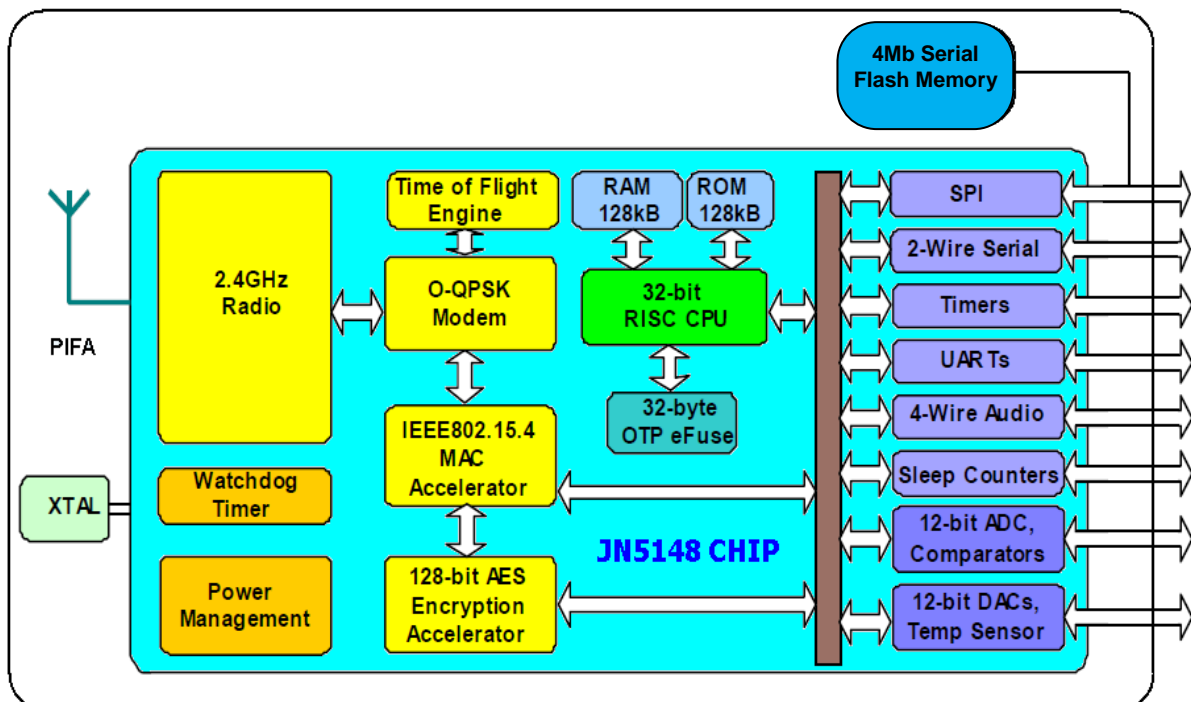 4Mb Serial
Flash Memory
PIFA
XTAL
2.4GHz
Radio
Watchdog
Timer
Power
Management
Time of Flight
Engine
O-QPSK
Modem
IEEE802.15.4
MAC
Accelerator
128-bit AES
Encryption
Accelerator
RAM
128kB
ROM
128kB
32-bit
RISC CPU
32-byte
OTP eFuse
JN5148 CHIP
SPI
2-Wire Serial
Timers
UARTs
4-Wire Audio
Sleep Counters
12-bit ADC,
Comparators
12-bit DACs,
Temp Sensor